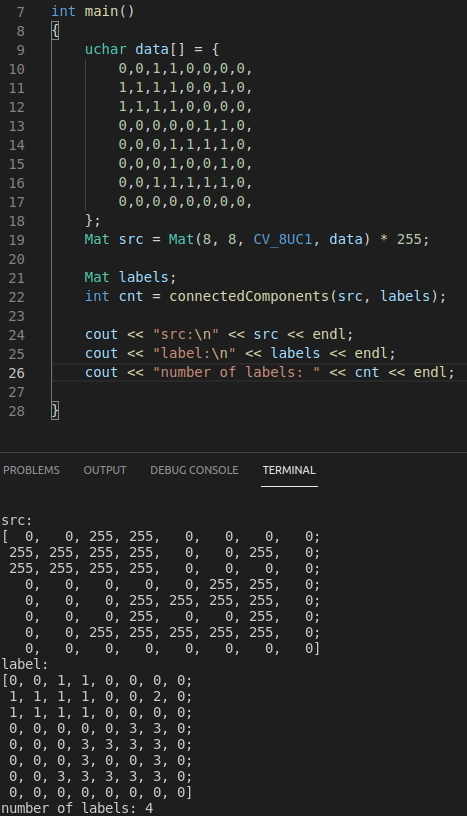 7 int main()
8 {
9     uchar data[] = {
10         0,0,1,1,0,0,0,0,
11         1,1,1,1,0,0,1,0,
12         1,1,1,1,0,0,0,0,
13         0,0,0,0,0,1,1,0,
14         0,0,0,1,1,1,1,0,
15         0,0,0,1,0,0,1,0,
16         0,0,1,1,1,1,1,0,
17         0,0,0,0,0,0,0,0,
18     };
19     Mat src = Mat(8, 8, CV_8UC1, data) * 255;
20
21     Mat labels;
22     int cnt = connectedComponents(src, labels);
23
24     cout << "src:\n" << src << endl;
25     cout << "label:\n" << labels << endl;
26     cout << "number of labels: " << cnt << endl;
27
28 }
PROBLEMS OUTPUT DEBUG CONSOLE TERMINAL
src:
[  0,   0, 255, 255,   0,   0,   0,   0;
 255, 255, 255, 255,   0,   0, 255,   0;
 255, 255, 255, 255,   0,   0,   0,   0;
   0,   0,   0,   0,   0, 255, 255,   0;
   0,   0,   0, 255, 255, 255, 255,   0;
   0,   0,   0, 255,   0,   0, 255,   0;
   0,   0, 255, 255, 255, 255, 255,   0;
   0,   0,   0,   0,   0,   0,   0,   0]
label:
[0, 0, 1, 1, 0, 0, 0, 0;
 1, 1, 1, 1, 0, 0, 2, 0;
 1, 1, 1, 1, 0, 0, 0, 0;
 0, 0, 0, 0, 0, 3, 3, 0;
 0, 0, 0, 3, 3, 3, 3, 0;
 0, 0, 0, 3, 0, 0, 3, 0;
 0, 0, 3, 3, 3, 3, 3, 0;
 0, 0, 0, 0, 0, 0, 0, 0]
number of labels: 4